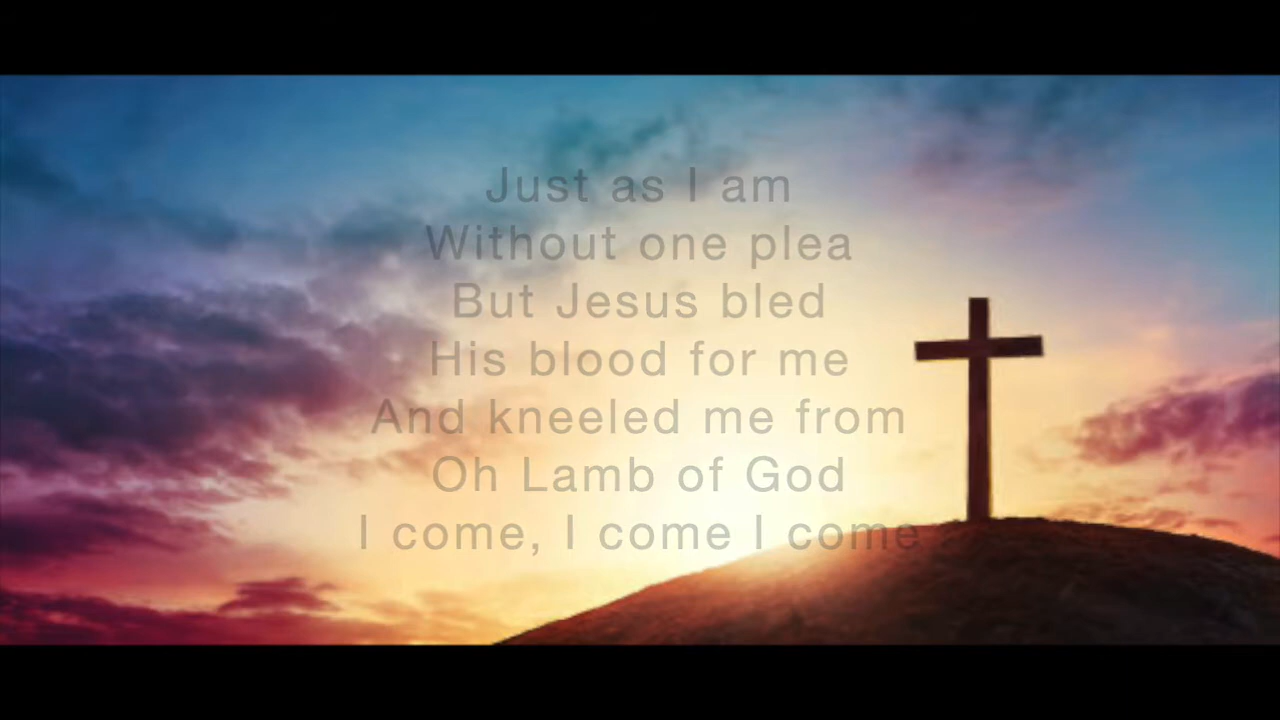 Just as I am
Without one plea
But Jesus bled
His blood for me
And kneeled me from
Oh Lamb of God
I come, I come I come